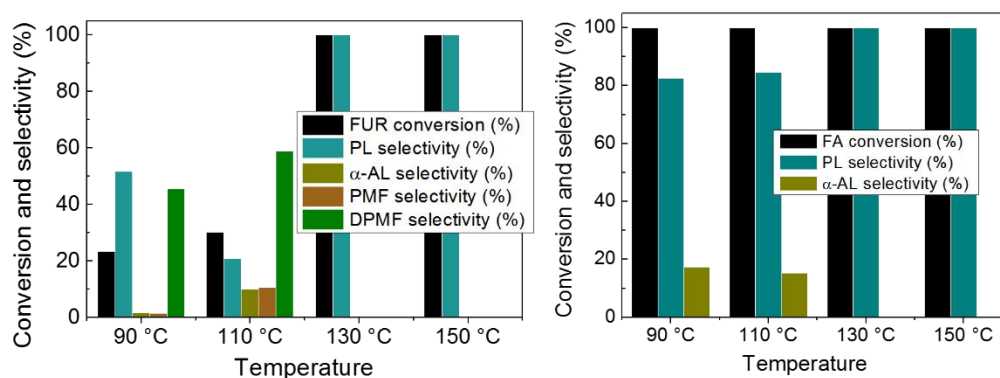 Conversion and selectivity (%)
100
80
60
40
20
0
FUR conversion (%)
PL selectivity (%)
α-AL selectivity (%)
PMF selectivity (%)
DPMF selectivity (%)
90 °C 110 °C 130 °C 150 °C
Temperature
Conversion and selectivity (%)
100
80
60
40
20
0
FA conversion (%)
PL selectivity (%)
α-AL selectivity (%)
90 °C 110 °C 130 °C 150 °C
Temperature